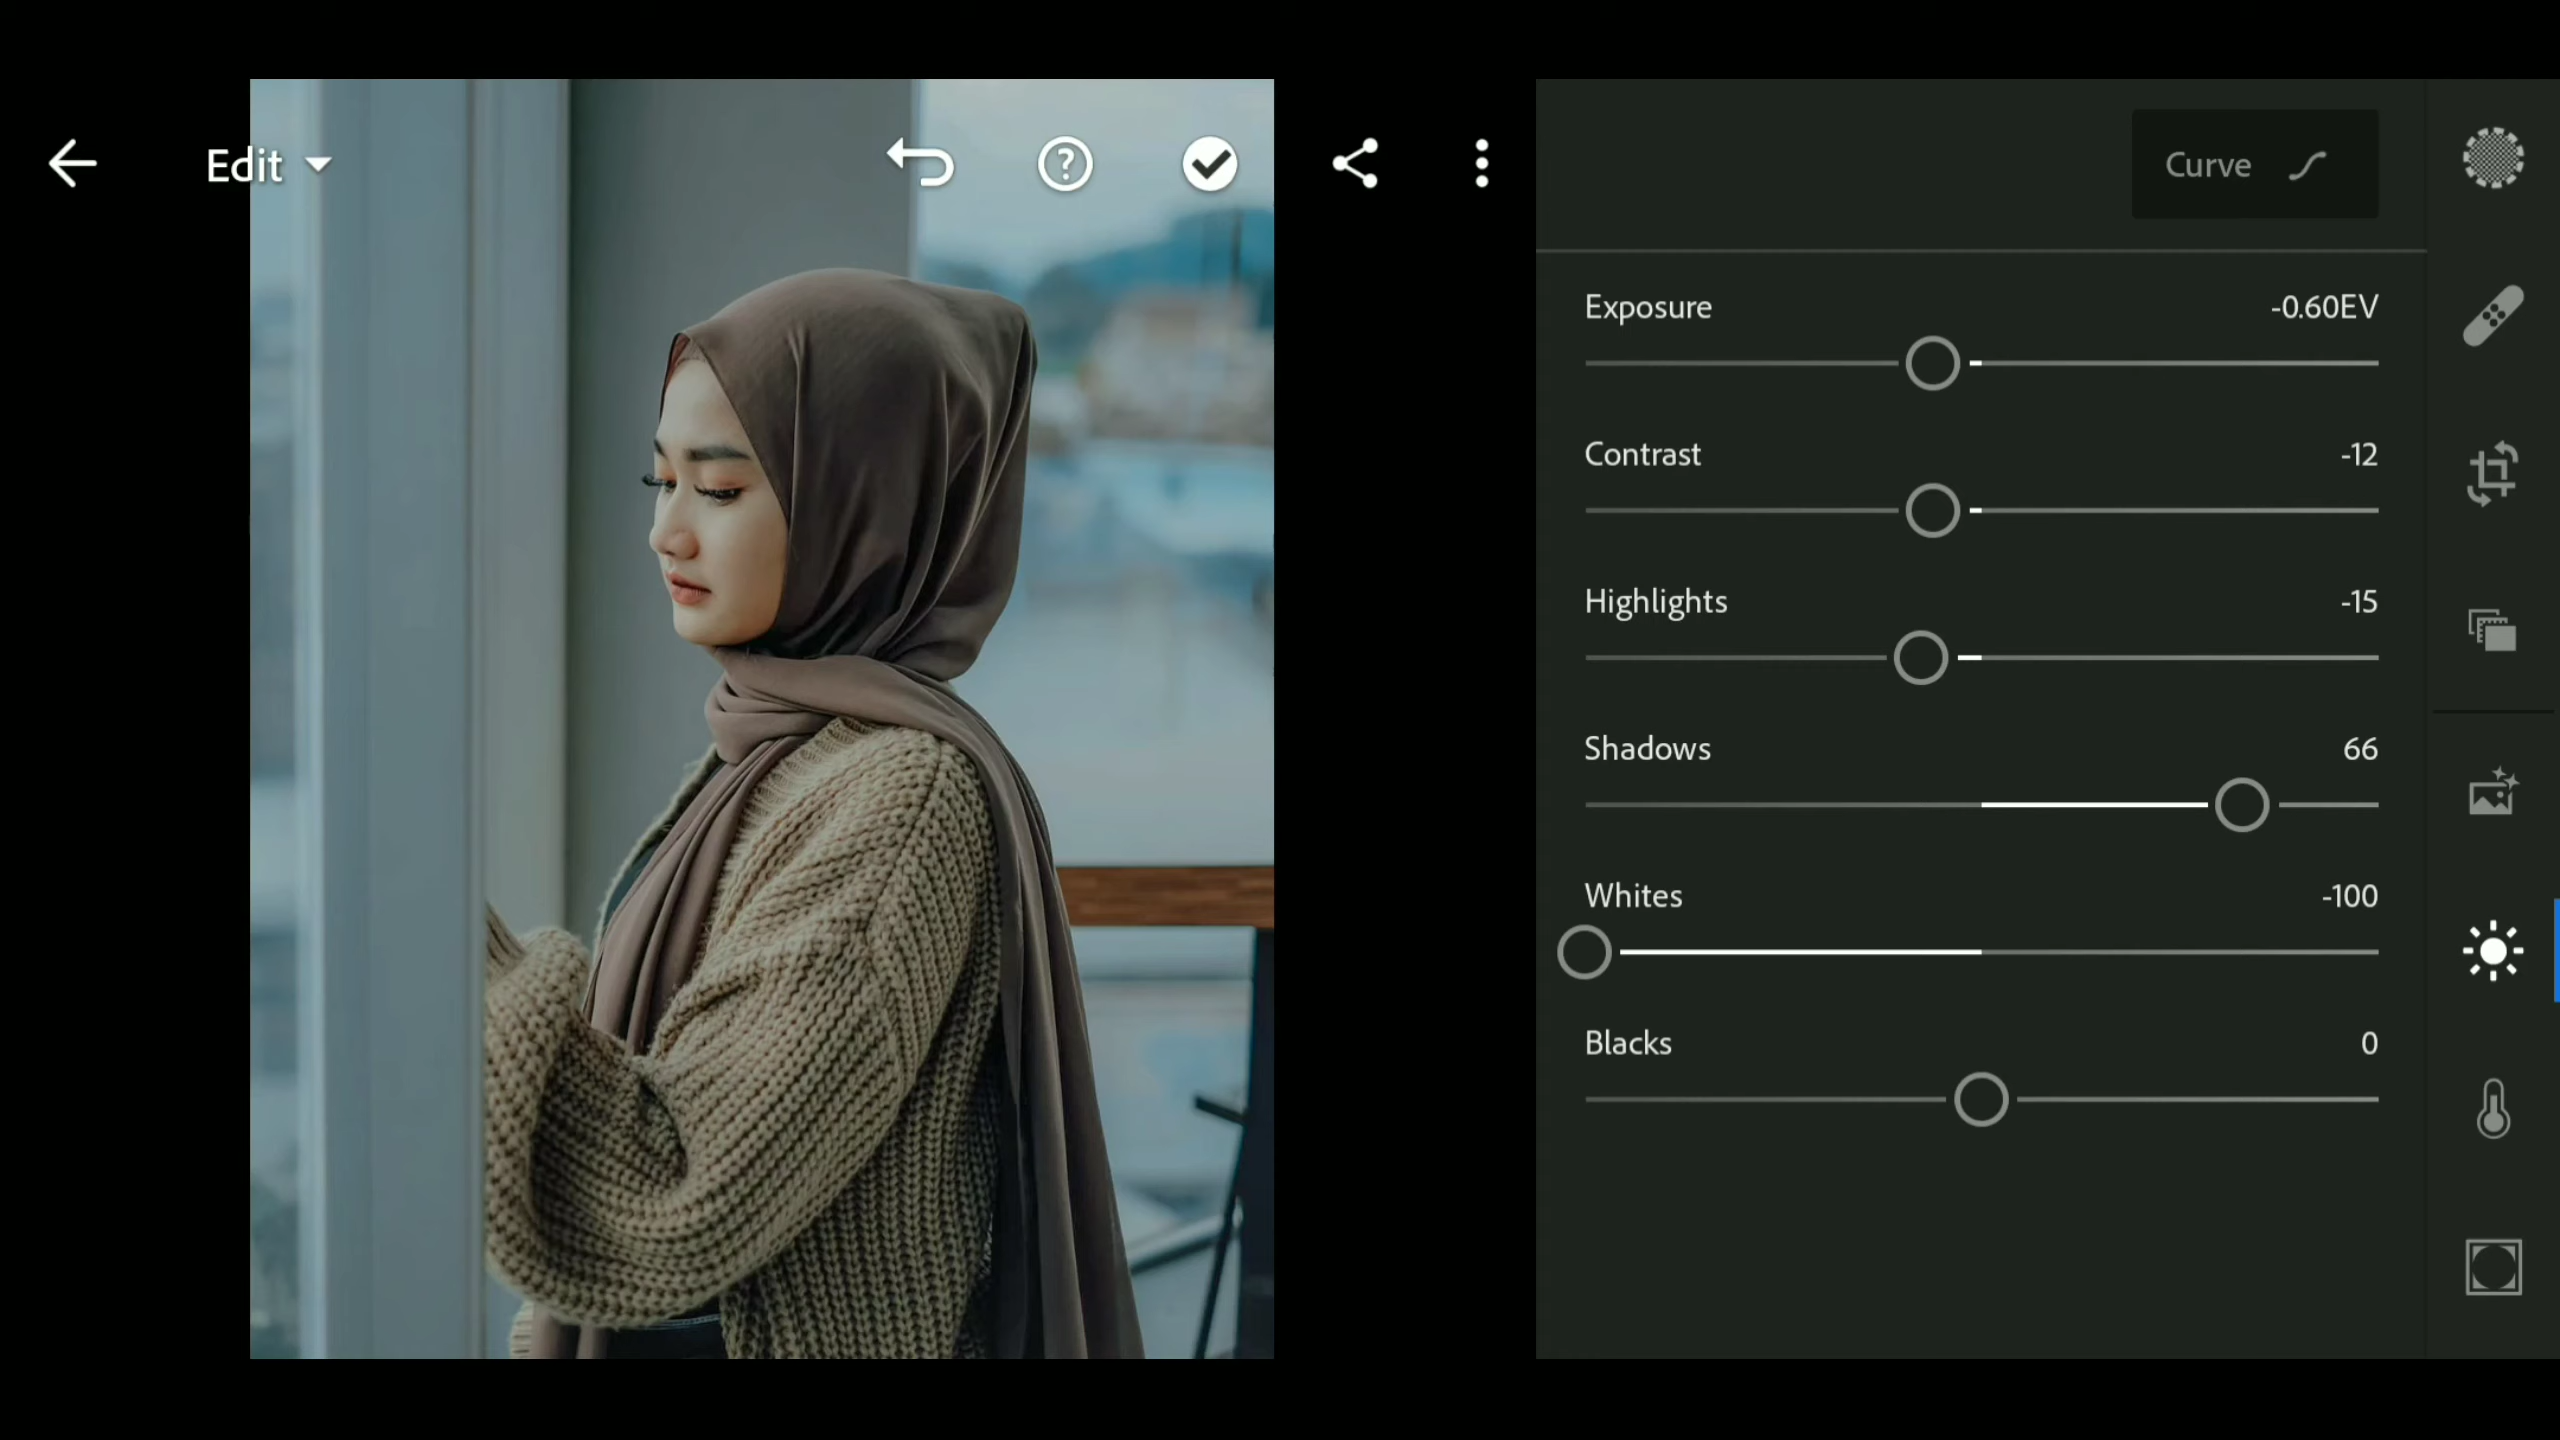 Edit
Curve
Exposure -0.60EV
Contrast -12
Highlights -15
Shadows 66
Whites -100
Blacks 0